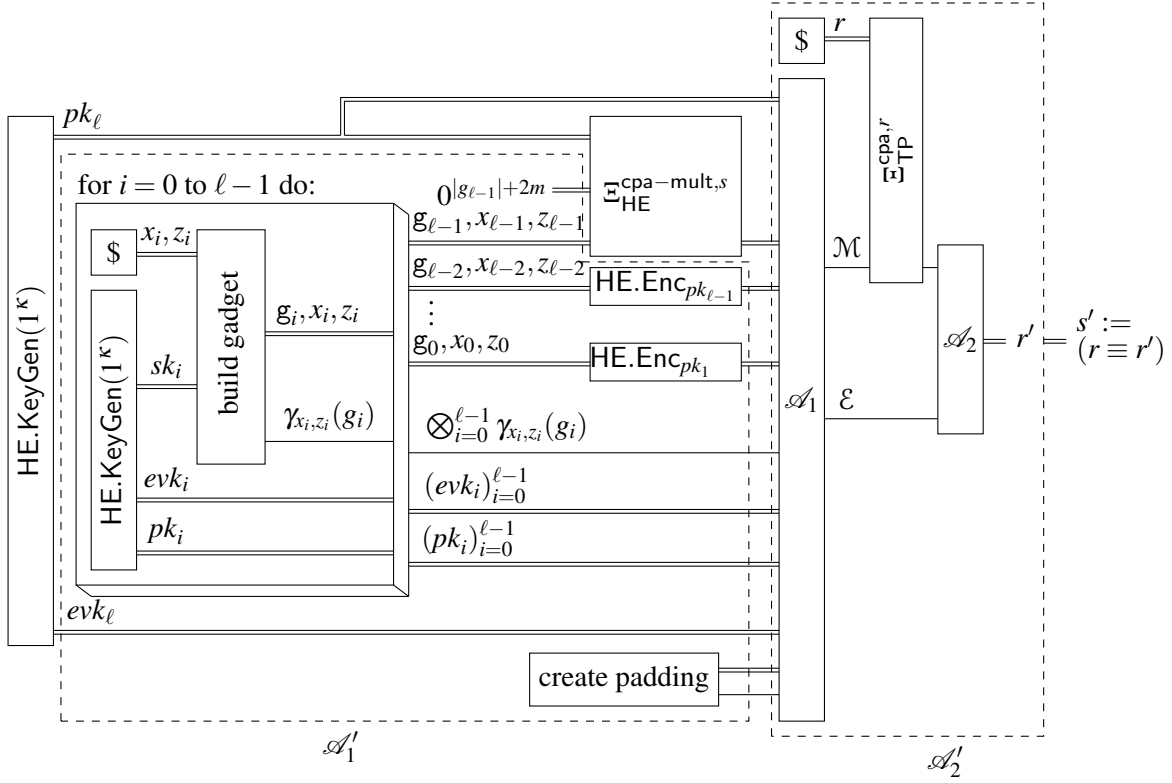 $ r
pk_ℓ
Ξ_TP^{cpa,r}
for i = 0 to ℓ−1 do:
0^{|g_{ℓ−1}|+2m}
Ξ_HE^{cpa−mult,s}
g_{ℓ−1}, x_{ℓ−1}, z_{ℓ−1}
$ x_i, z_i
g_{ℓ−2}, x_{ℓ−2}, z_{ℓ−2}
HE.Enc_{pk_{ℓ−1}}
ℳ
⋮
g_i, x_i, z_i
g_0, x_0, z_0
HE.Enc_{pk_1}
HE.KeyGen(1^κ)
HE.KeyGen(1^κ)
sk_i
build gadget
𝒜_1
𝒜_2
r′
s′ :=
(r ≡ r′)
ℰ
γ_{x_i,z_i}(g_i)
⊗_{i=0}^{ℓ−1} γ_{x_i,z_i}(g_i)
evk_i
(evk_i)_{i=0}^{ℓ−1}
pk_i
(pk_i)_{i=0}^{ℓ−1}
evk_ℓ
create padding
𝒜′_1
𝒜′_2